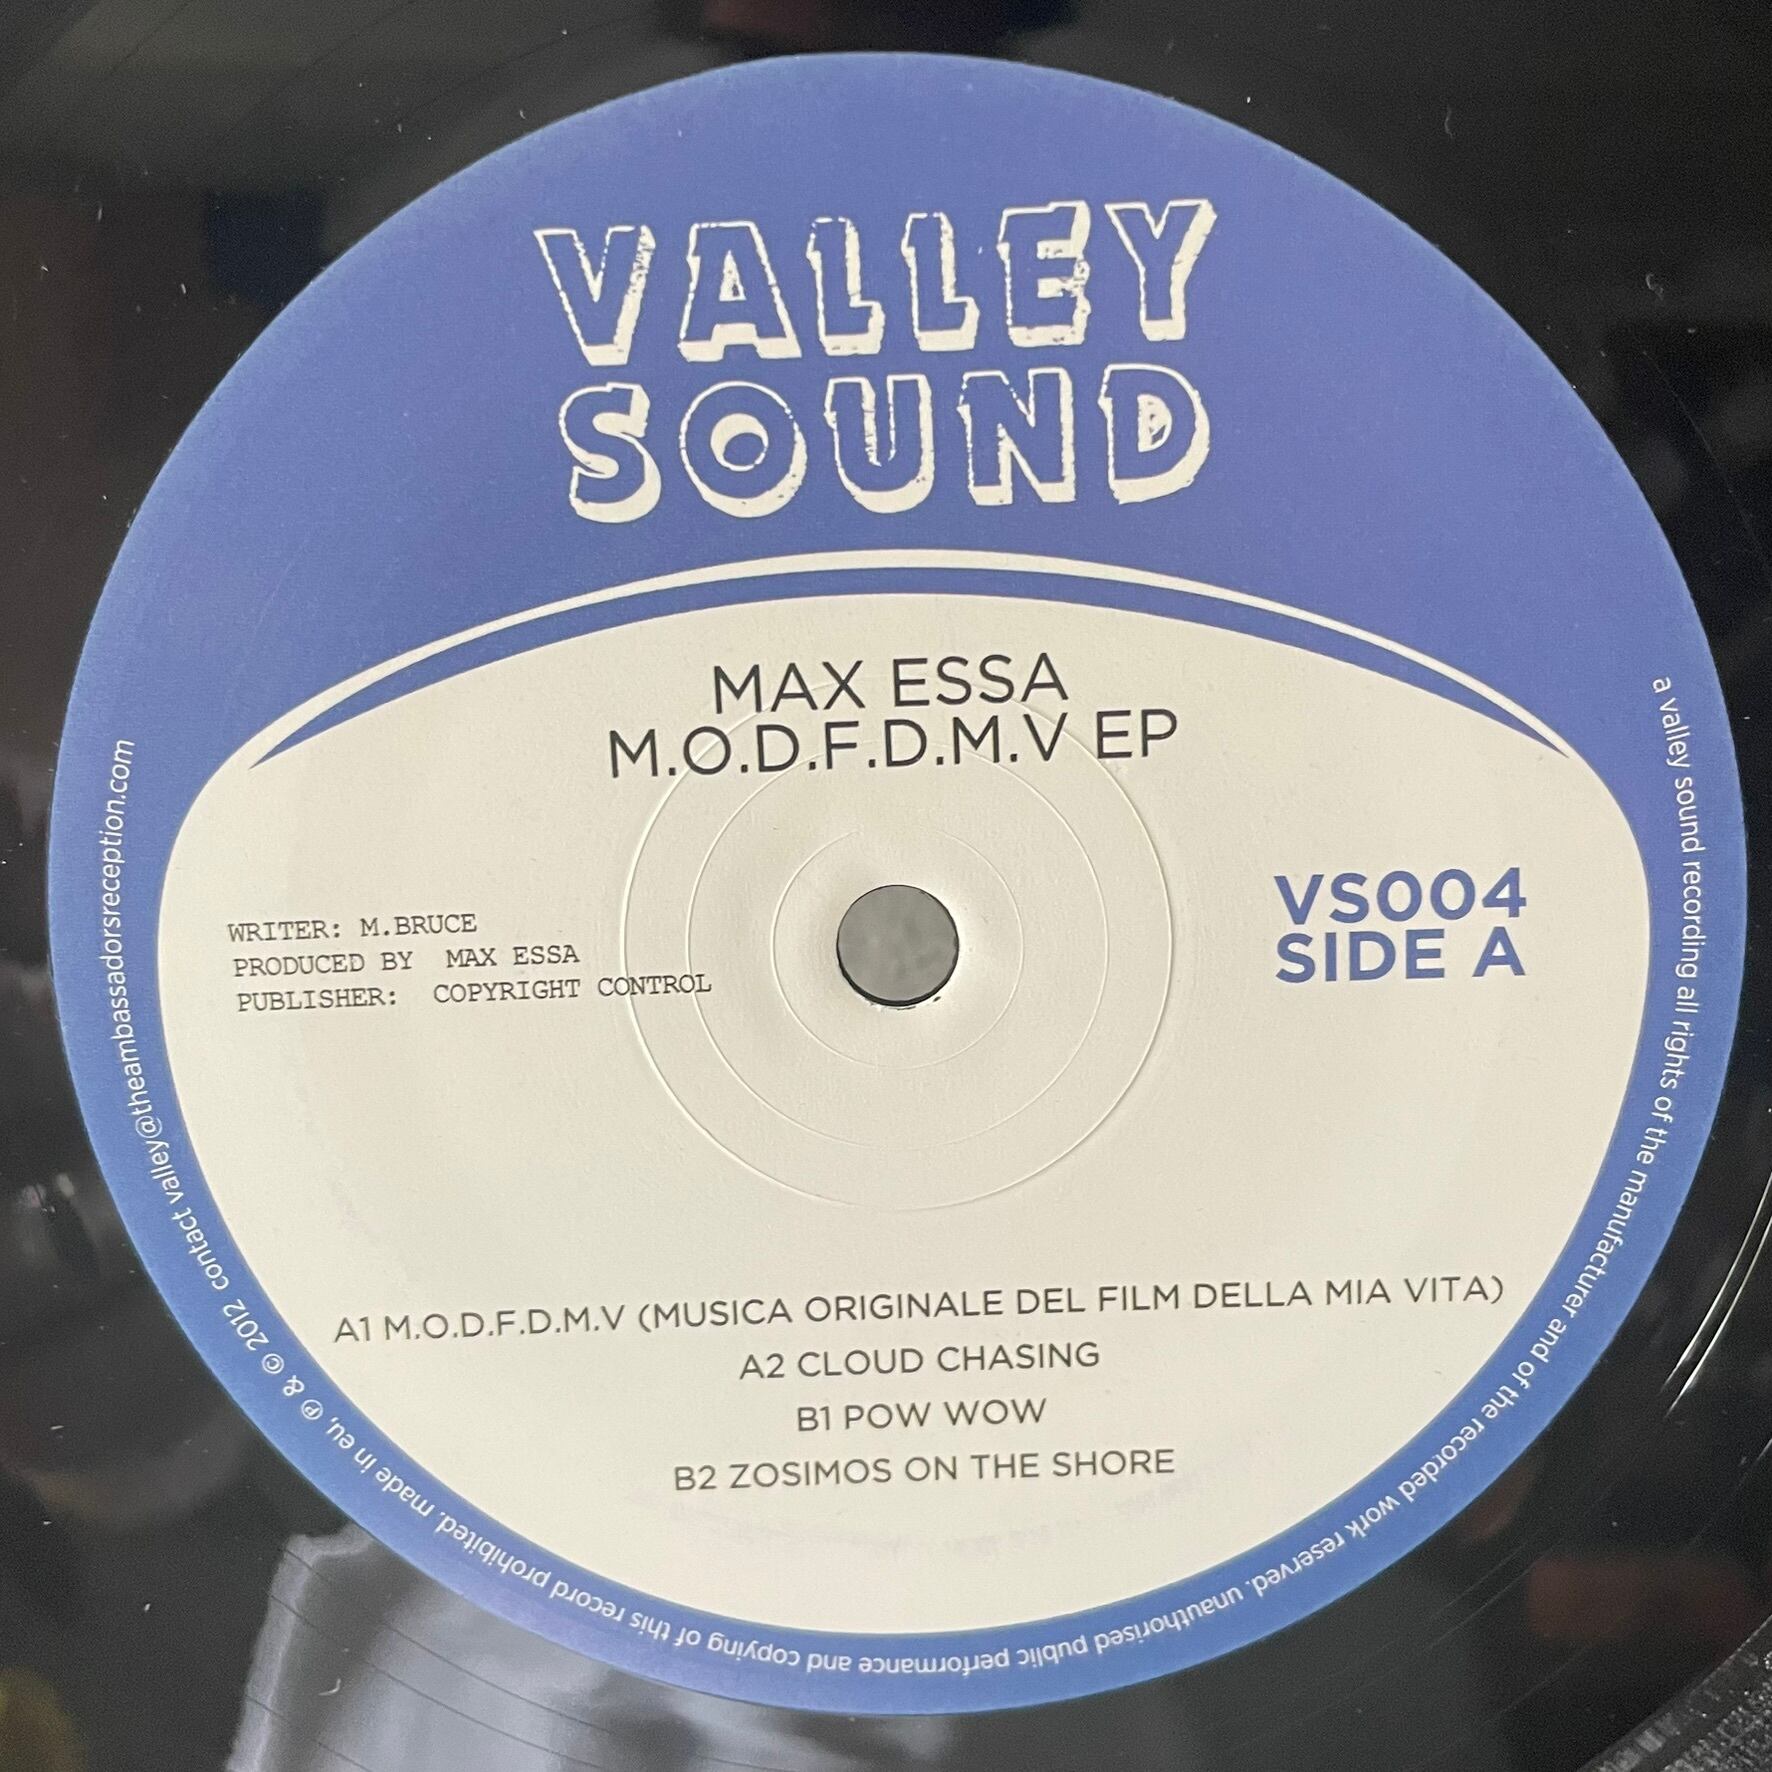 VALLEY
SOUND
MAX ESSA
M.O.D.F.D.M.V EP
WRITER: M.BRUCE
PRODUCED BY MAX ESSA
PUBLISHER: COPYRIGHT CONTROL
VS004
SIDE A
A1 M.O.D.F.D.M.V (MUSICA ORIGINALE DEL FILM DELLA MIA VITA)
A2 CLOUD CHASING
B1 POW WOW
B2 ZOSIMOS ON THE SHORE
a valley sound recording all rights of the manufacturer and of the recorded work reserved. unauthorised public performance and copying of this record prohibited. made in eu, ℗ & © 2012 contact valley@theambassadorsreception.com